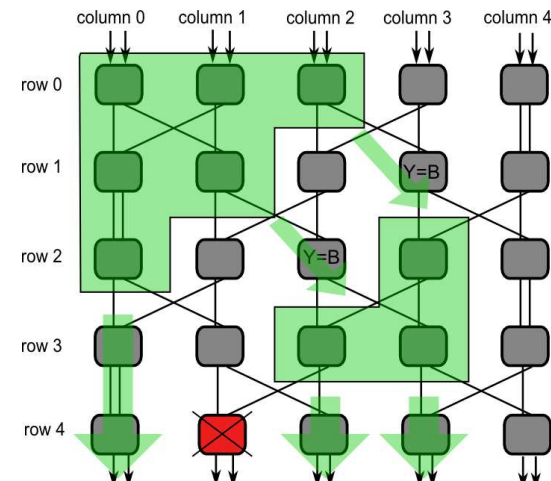 column 0 column 1 column 2 column 3 column 4
row 0
row 1 Y=B
row 2 Y=B
row 3
row 4